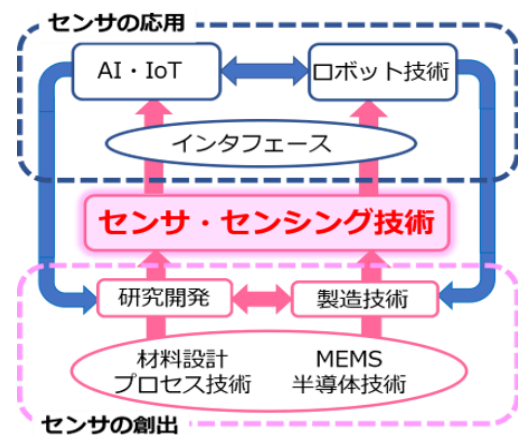 センサの応用
AI・IoT
ロボット技術
インタフェース
センサ・センシング技術
研究開発
製造技術
材料設計
プロセス技術
MEMS
半導体技術
センサの創出